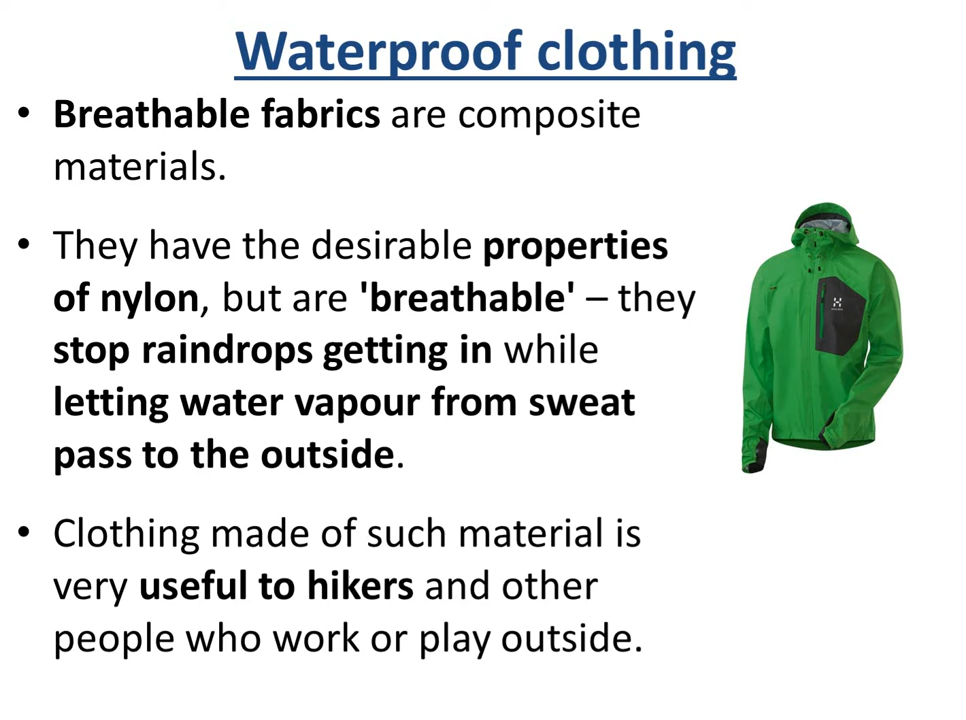 Waterproof clothing
• Breathable fabrics are composite
materials.
• They have the desirable properties
of nylon, but are 'breathable' – they
stop raindrops getting in while
letting water vapour from sweat
pass to the outside.
• Clothing made of such material is
very useful to hikers and other
people who work or play outside.